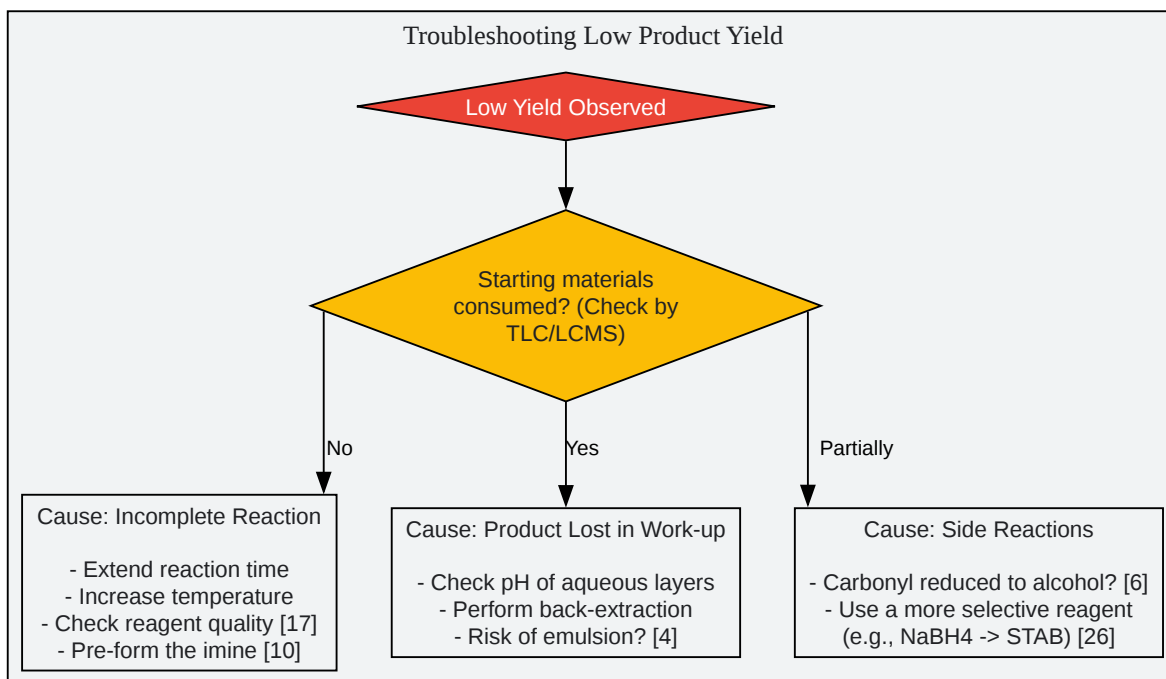 Troubleshooting Low Product Yield
Low Yield Observed
Starting materials
consumed? (Check by
TLC/LCMS)
No
Yes
Partially
Cause: Incomplete Reaction
- Extend reaction time
- Increase temperature
- Check reagent quality [17]
- Pre-form the imine [10]
Cause: Product Lost in Work-up
- Check pH of aqueous layers
- Perform back-extraction
- Risk of emulsion? [4]
Cause: Side Reactions
- Carbonyl reduced to alcohol? [6]
- Use a more selective reagent
(e.g., NaBH4 -> STAB) [26]